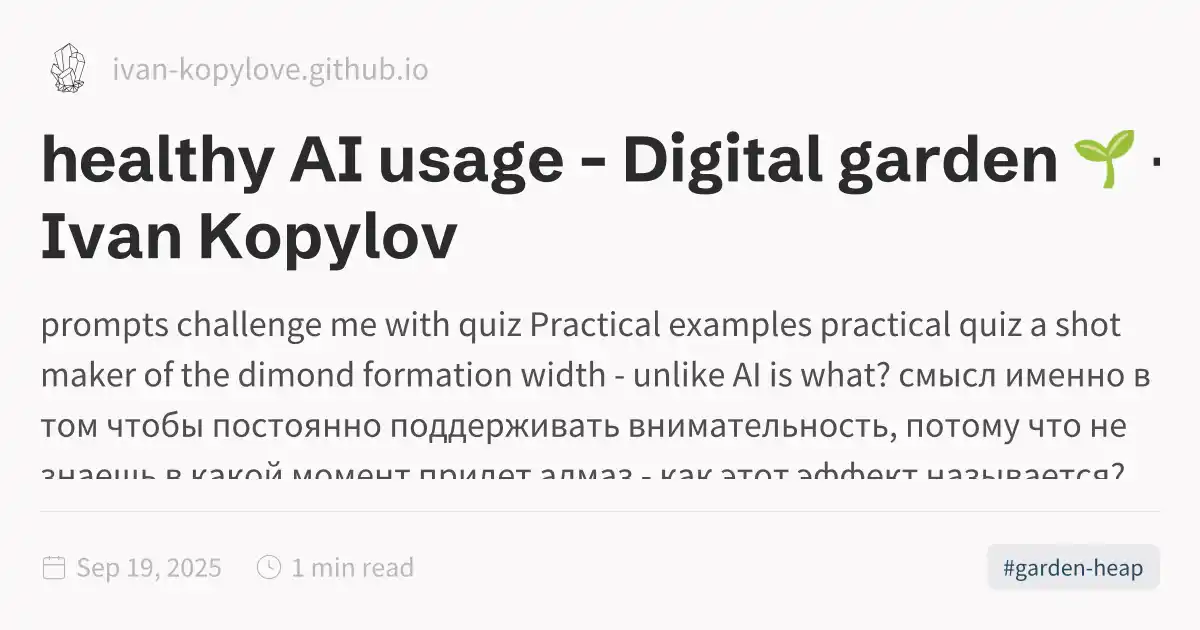 ivan-kopylove.github.io
healthy AI usage - Digital garden 🌱 ·
Ivan Kopylov
prompts challenge me with quiz Practical examples practical quiz a shot
maker of the dimond formation width - unlike AI is what? смысл именно в
том чтобы постоянно поддерживать внимательность, потому что не
знаешь в какой момент придет алмаз - как этот эффект называется?
Sep 19, 2025
1 min read
#garden-heap